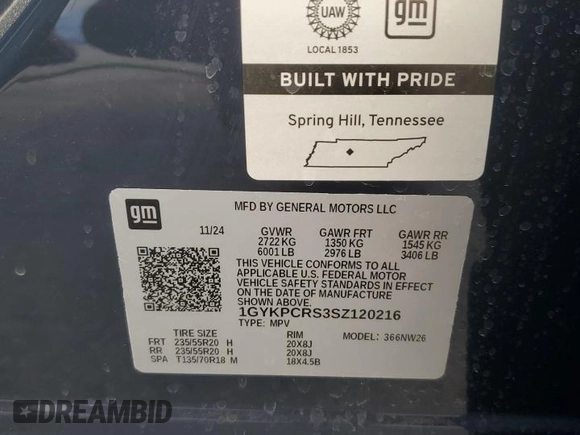 UAW
gm
LOCAL 1853
BUILT WITH PRIDE
Spring Hill, Tennessee
gm
MFD BY GENERAL MOTORS LLC
11/24 GVWR GAWR FRT GAWR RR
2722 KG 1350 KG 1545 KG
6001 LB 2976 LB 3406 LB
THIS VEHICLE CONFORMS TO ALL
APPLICABLE U.S. FEDERAL MOTOR
VEHICLE SAFETY STANDARDS IN EFFECT ON THE
DATE OF MANUFACTURE SHOWN ABOVE.
1GYKPCRS3SZ120216
TYPE: MPV MODEL: 366NW26
TIRE SIZE RIM
FRT 235/55R20 H 20X8J
RR 235/55R20 H 20X8J
SPA T135/70R18 M 18X4.5B
DREAMBID